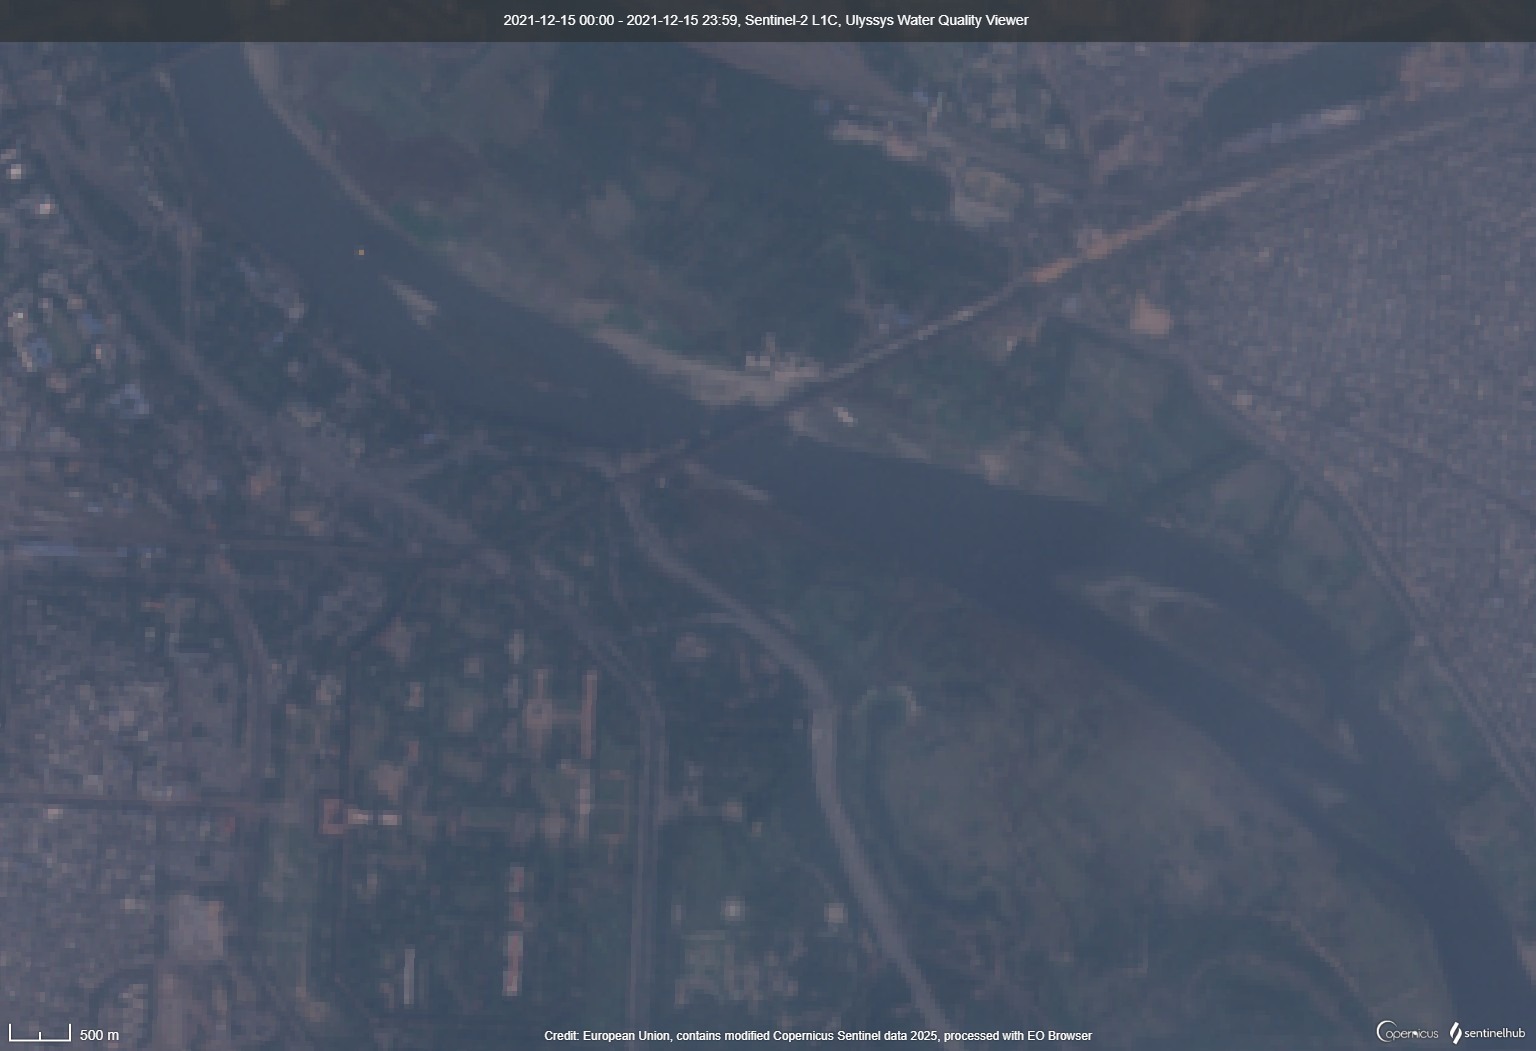 2021-12-15 00:00 - 2021-12-15 23:59, Sentinel-2 L1C, Ulyssys Water Quality Viewer
500 m
Credit: European Union, contains modified Copernicus Sentinel data 2025, processed with EO Browser
Copernicus
sentinelhub